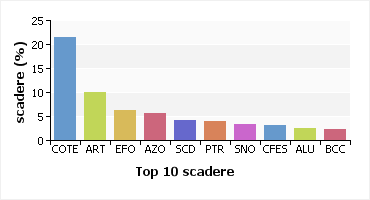 scadere (%)
25
20
15
10
5
0
COTE ART EFO AZO SCD PTR SNO CFES ALU BCC
Top 10 scadere